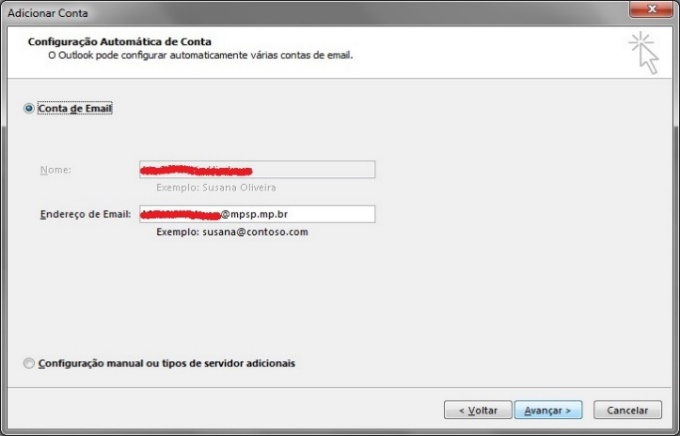 Adicionar Conta
Configuração Automática de Conta
O Outlook pode configurar automaticamente várias contas de email.
Conta de Email
Nome:
Exemplo: Susana Oliveira
Endereço de Email: @mpsp.mp.br
Exemplo: susana@contoso.com
Configuração manual ou tipos de servidor adicionais
< Voltar Avançar > Cancelar